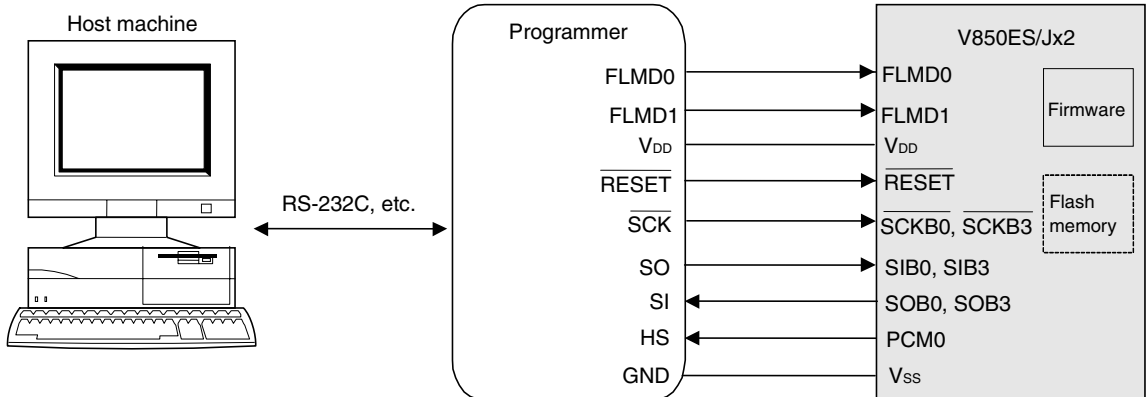 Host machine
RS-232C, etc.
Programmer
FLMD0
FLMD1
VDD
RESET
SCK
SO
SI
HS
GND
V850ES/Jx2
FLMD0
FLMD1
VDD
RESET
SCKB0, SCKB3
SIB0, SIB3
SOB0, SOB3
PCM0
VSS
Firmware
Flash
memory